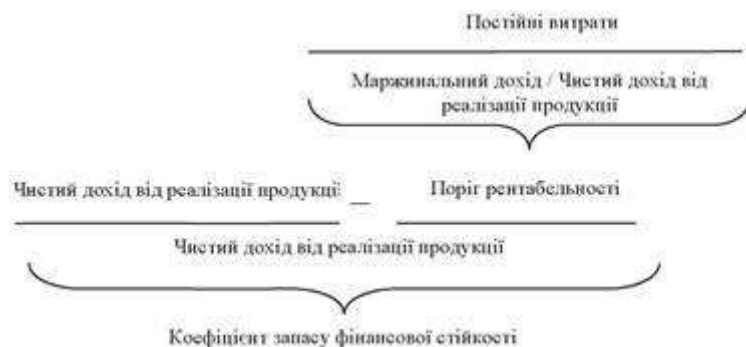 Постійні витрати
Маржинальний дохід / Чистий дохід від
реалізації продукції
Чистий дохід від реалізації продукції – Поріг рентабельності
Чистий дохід від реалізації продукції
Коефіцієнт запасу фінансової стійкості